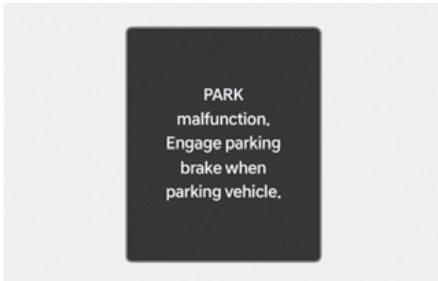 PARK
malfunction.
Engage parking
brake when
parking vehicle.